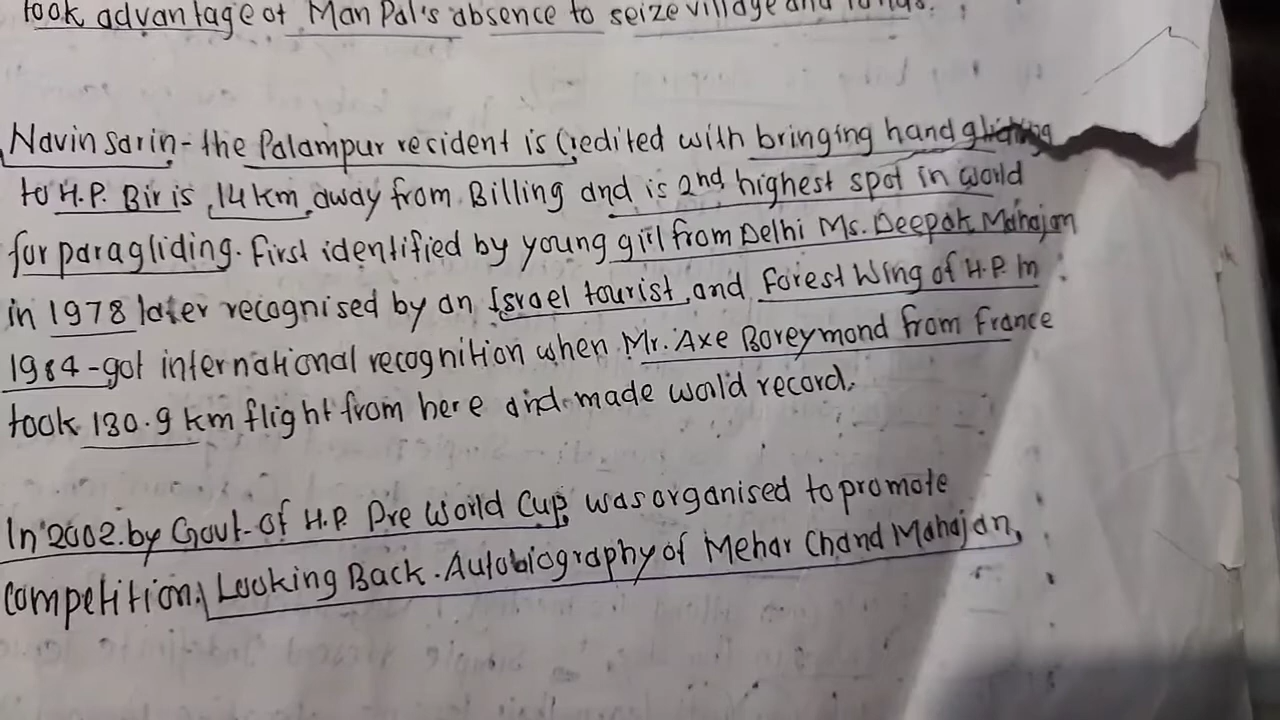 took advantage of Man Pal's absence to seize village and
Navin Sarin - the Palampur recident is Credited with bringing hand gliding
to H.P. Bir is 14 km away from Billing and is 2nd highest spot in world
for paragliding. First identified by young girl from Delhi Ms. Deepak Mahajan
in 1978 later recognised by an Israel tourist, and Forest Wing of H.P. In
1984 - got international recognition when Mr. Axe Boreymond from France
took 130.9 km flight from here and made world record.
In 2002. by Govt. Of H.P. Pre World Cup, was organised to promote
Competition. Looking Back. Autobiography of Mehar Chand Mahajan,